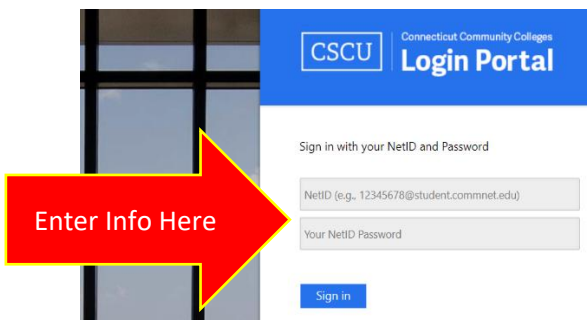 CSCU
Connecticut Community Colleges
Login Portal
Sign in with your NetID and Password
NetID (e.g., 12345678@student.commnet.edu)
Enter Info Here
Your NetID Password
Sign in